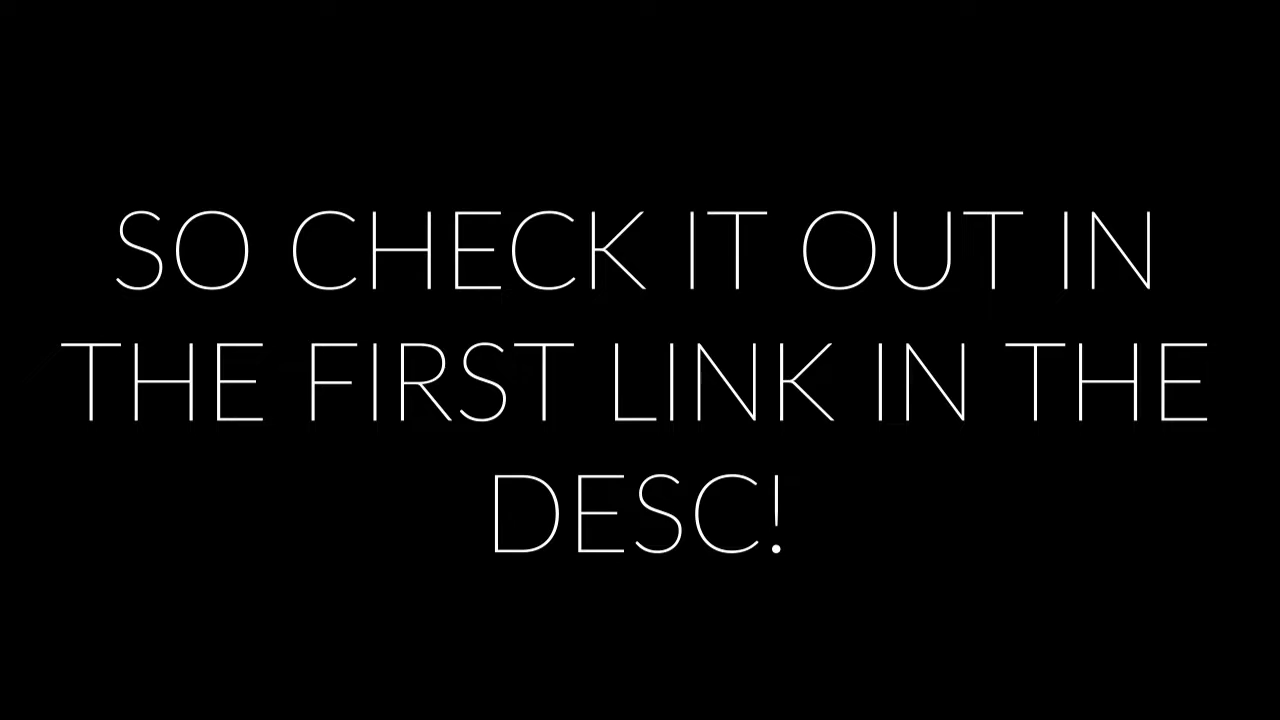 SO CHECK IT OUT IN
THE FIRST LINK IN THE
DESC!